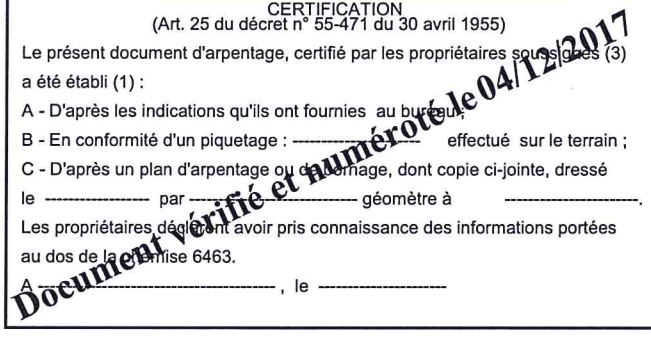 CERTIFICATION
(Art. 25 du décret n° 55-471 du 30 avril 1955)
Le présent document d'arpentage, certifié par les propriétaires soussignés (3)
a été établi (1) :
A - D'après les indications qu'ils ont fournies au bureau ;
B - En conformité d'un piquetage : -------------------- effectué sur le terrain ;
C - D'après un plan d'arpentage ou de bornage, dont copie ci-jointe, dressé
le ----------------- par --------------------------- géomètre à ---------------------.
Les propriétaires déclarent avoir pris connaissance des informations portées
au dos de la chemise 6463.
A -------------------------------------- , le --------------------
Document vérifié et numéroté le 04/12/2017